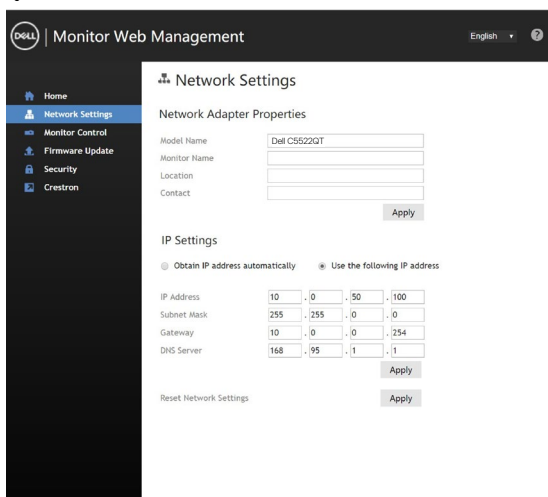 DELL | Monitor Web Management
English
?
Home
Network Settings
Monitor Control
Firmware Update
Security
Crestron
Network Settings
Network Adapter Properties
Model Name Dell C5522QT
Monitor Name
Location
Contact
Apply
IP Settings
Obtain IP address automatically Use the following IP address
IP Address 10 . 0 . 50 . 100
Subnet Mask 255 . 255 . 0 . 0
Gateway 10 . 0 . 0 . 254
DNS Server 168 . 95 . 1 . 1
Apply
Reset Network Settings Apply